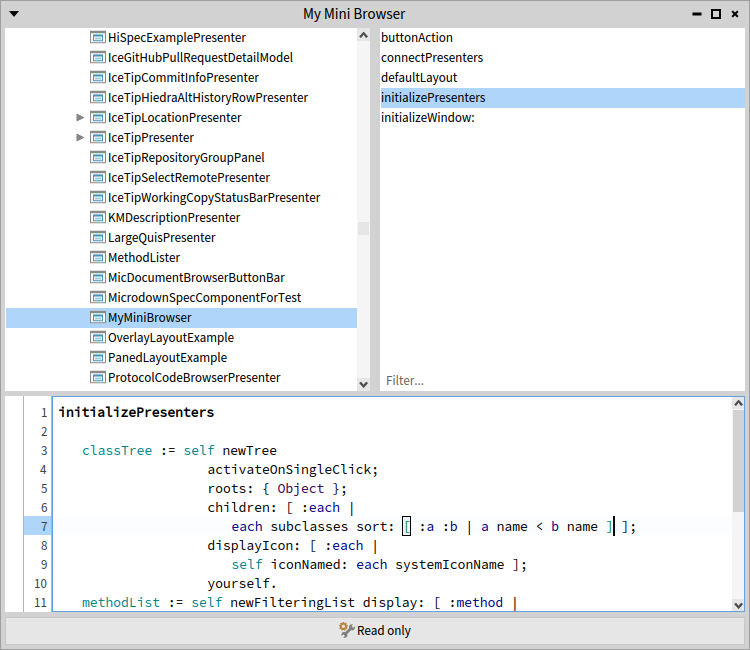 My Mini Browser
HiSpecExamplePresenter
IceGitHubPullRequestDetailModel
IceTipCommitInfoPresenter
IceTipHiedraAltHistoryRowPresenter
IceTipLocationPresenter
IceTipPresenter
IceTipRepositoryGroupPanel
IceTipSelectRemotePresenter
IceTipWorkingCopyStatusBarPresenter
KMDescriptionPresenter
LargeQuisPresenter
MethodLister
MicDocumentBrowserButtonBar
MicrodownSpecComponentForTest
MyMiniBrowser
OverlayLayoutExample
PanedLayoutExample
ProtocolCodeBrowserPresenter
buttonAction
connectPresenters
defaultLayout
initializePresenters
initializeWindow:
Filter...
1 initializePresenters
2
3 classTree := self newTree
4 activateOnSingleClick;
5 roots: { Object };
6 children: [ :each |
7 each subclasses sort: [ :a :b | a name < b name ] ];
8 displayIcon: [ :each |
9 self iconNamed: each systemIconName ];
10 yourself.
11 methodList := self newFilteringList display: [ :method |
Read only